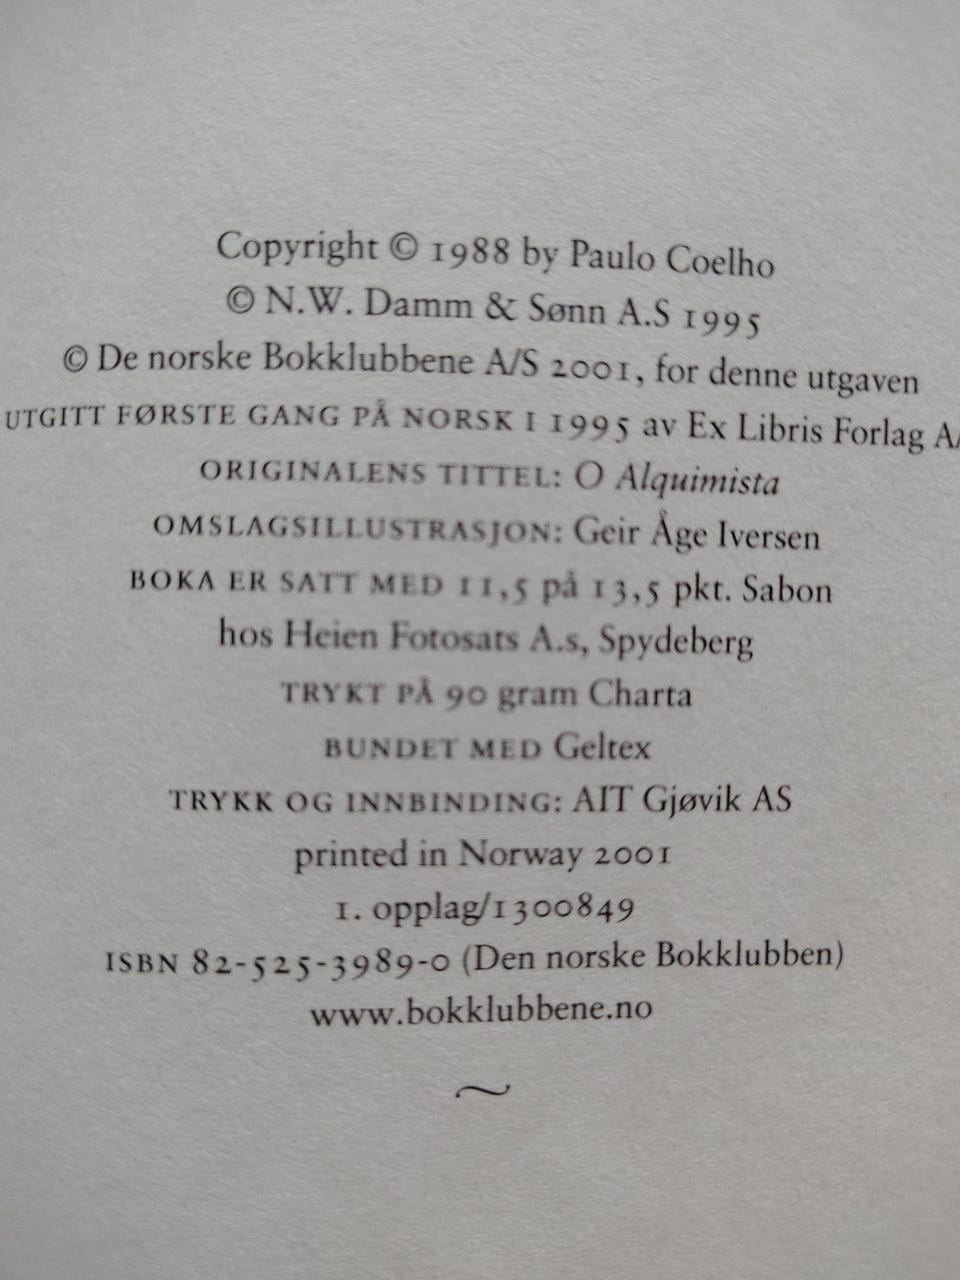 Copyright © 1988 by Paulo Coelho
© N.W. Damm & Sønn A.S 1995
© De norske Bokklubbene A/S 2001, for denne utgaven
UTGITT FØRSTE GANG PÅ NORSK I 1995 av Ex Libris Forlag A/
ORIGINALENS TITTEL: O Alquimista
OMSLAGSILLUSTRASJON: Geir Åge Iversen
BOKA ER SATT MED 11,5 på 13,5 pkt. Sabon
hos Heien Fotosats A.s, Spydeberg
TRYKT PÅ 90 gram Charta
BUNDET MED Geltex
TRYKK OG INNBINDING: AIT Gjøvik AS
printed in Norway 2001
1. opplag/1300849
ISBN 82-525-3989-0 (Den norske Bokklubben)
www.bokklubbene.no